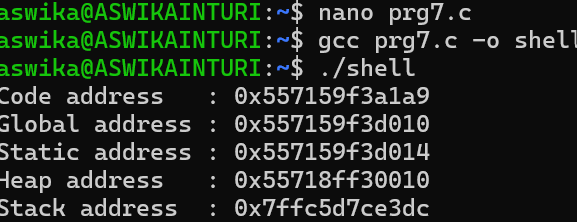 aswika@ASWIKAINTURI:~$ nano prg7.c
aswika@ASWIKAINTURI:~$ gcc prg7.c -o shell
aswika@ASWIKAINTURI:~$ ./shell
Code address   : 0x557159f3a1a9
Global address : 0x557159f3d010
Static address : 0x557159f3d014
Heap address   : 0x55718ff30010
Stack address  : 0x7ffc5d7ce3dc